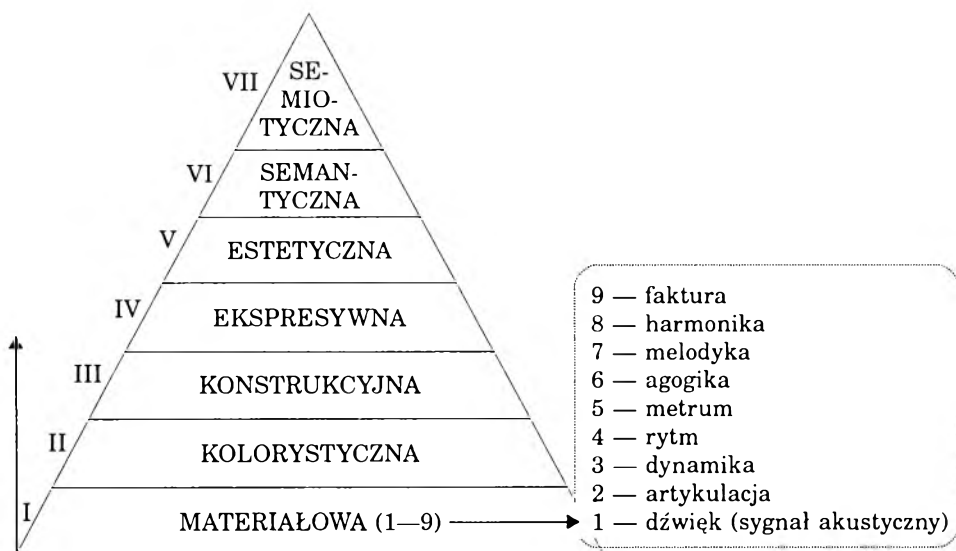 VII
SE-
MIO-
TYCZNA
VI
SEMAN-
TYCZNA
V
ESTETYCZNA
IV
EKSPRESYWNA
III
KONSTRUKCYJNA
II
KOLORYSTYCZNA
I
MATERIAŁOWA (1—9)
9 — faktura
8 — harmonika
7 — melodyka
6 — agogika
5 — metrum
4 — rytm
3 — dynamika
2 — artykulacja
1 — dźwięk (sygnał akustyczny)